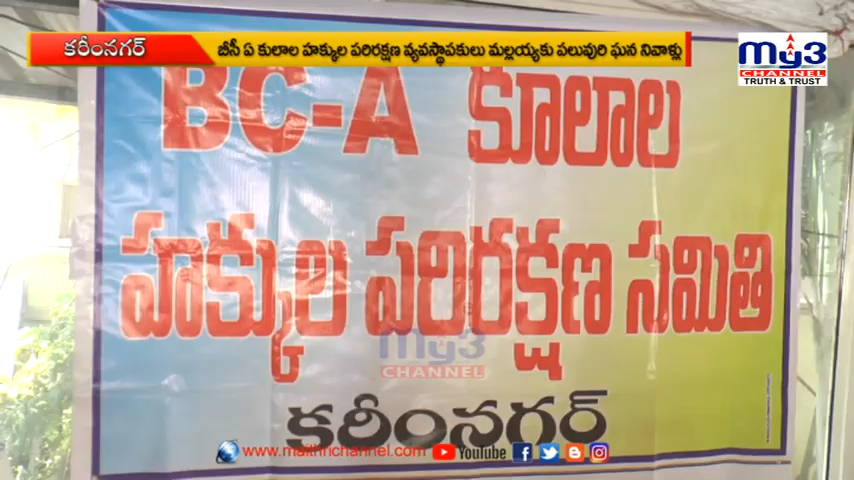 కరీంనగర్
బీసీ ఏ కులాల హక్కుల పరిరక్షణ వ్యవస్థాపకులు మల్లయ్యకు పలువురి ఘన నివాళ్లు
My3
CHANNEL
TRUTH & TRUST
BC-A కూలాల
హక్కుల పరిరక్షణ సమితి
My3
CHANNEL
కరీంనగర్
www.maithrichannel.com YouTube